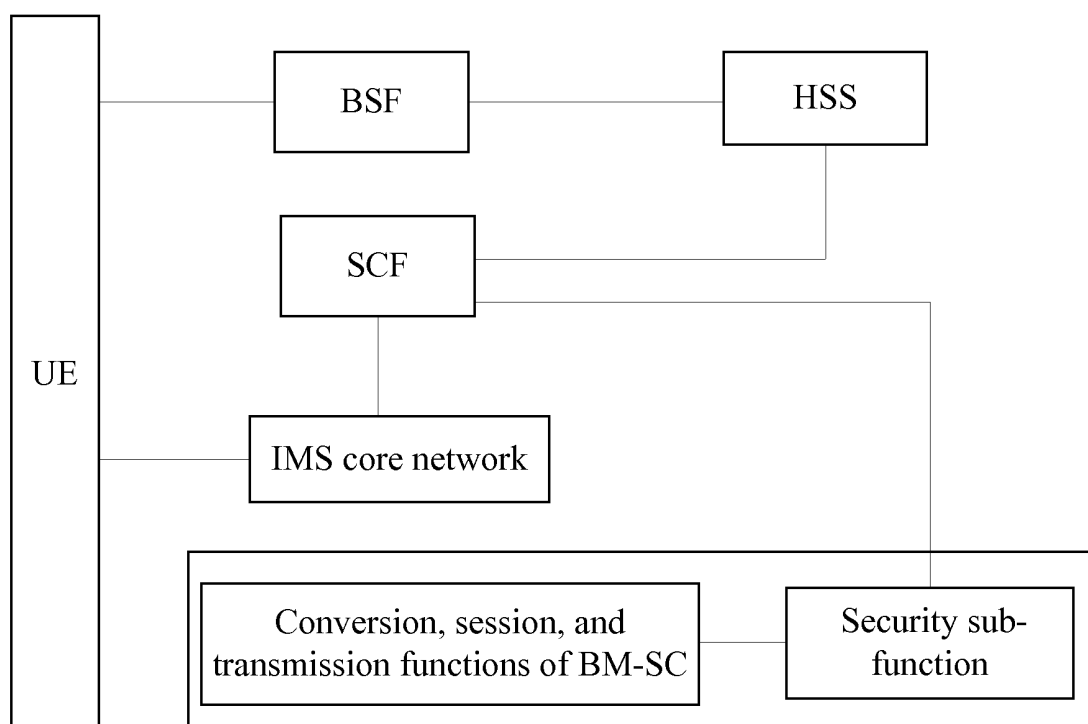 BSF
HSS
SCF
UE
IMS core network
Conversion, session, and
transmission functions of BM-SC
Security sub-
function